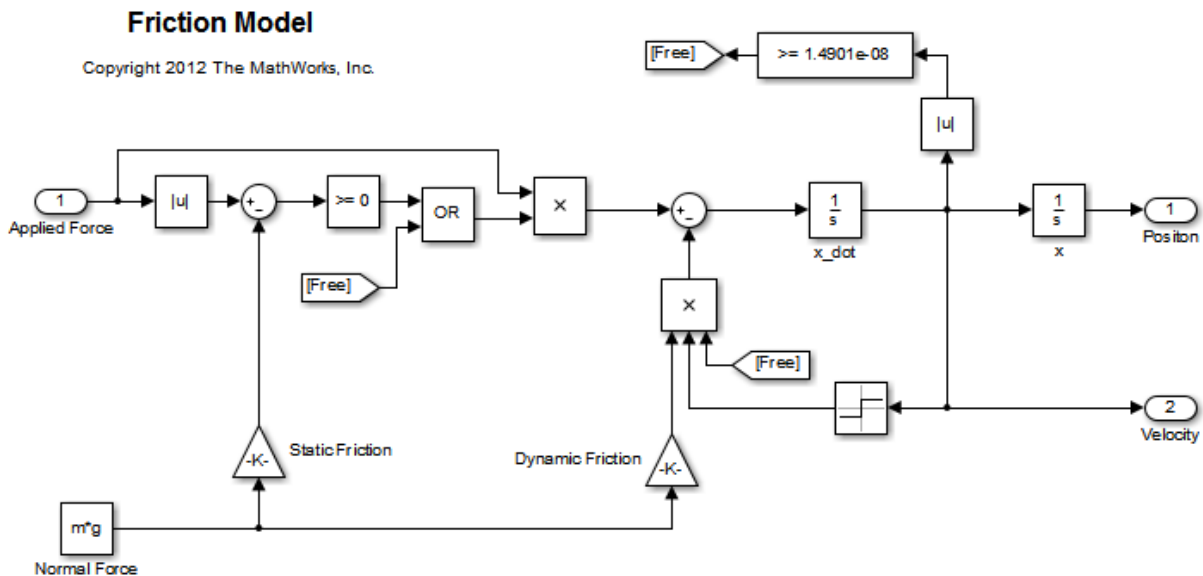 Friction Model
Copyright 2012 The MathWorks, Inc.
[Free]
>= 1.4901e-08
|u|
1
Applied Force
|u|
+
-
>= 0
OR
×
+
-
1
s
x_dot
1
s
x
1
Positon
[Free]
×
[Free]
2
Velocity
-K-
Static Friction
Dynamic Friction
-K-
m*g
Normal Force